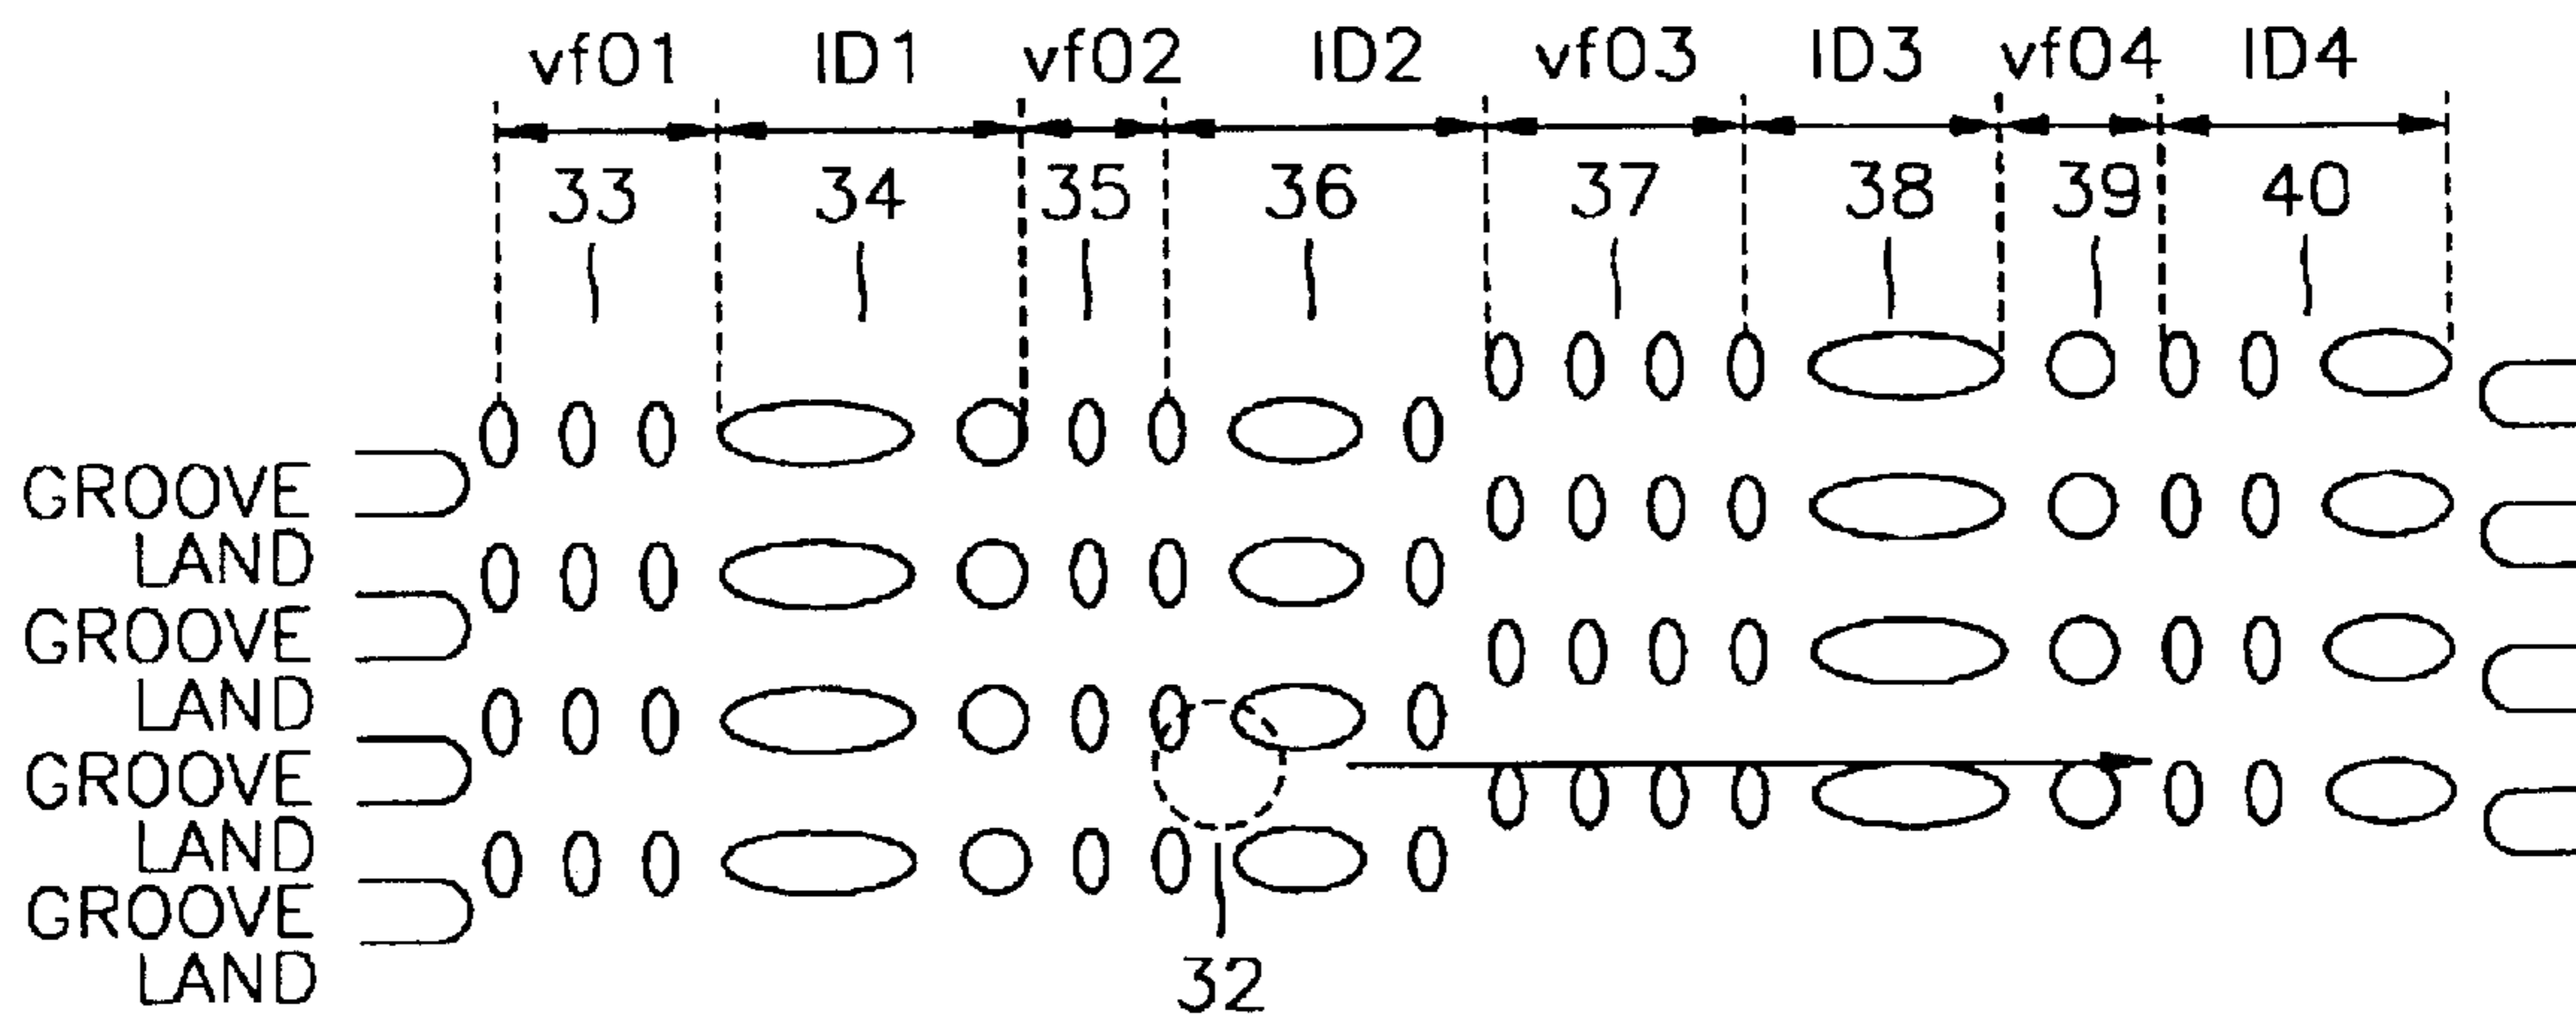 vf01 ID1 vf02 ID2 vf03 ID3 vf04 ID4
33 34 35 36 37 38 39 40
GROOVE
LAND
GROOVE
LAND
GROOVE
LAND
GROOVE
LAND
32